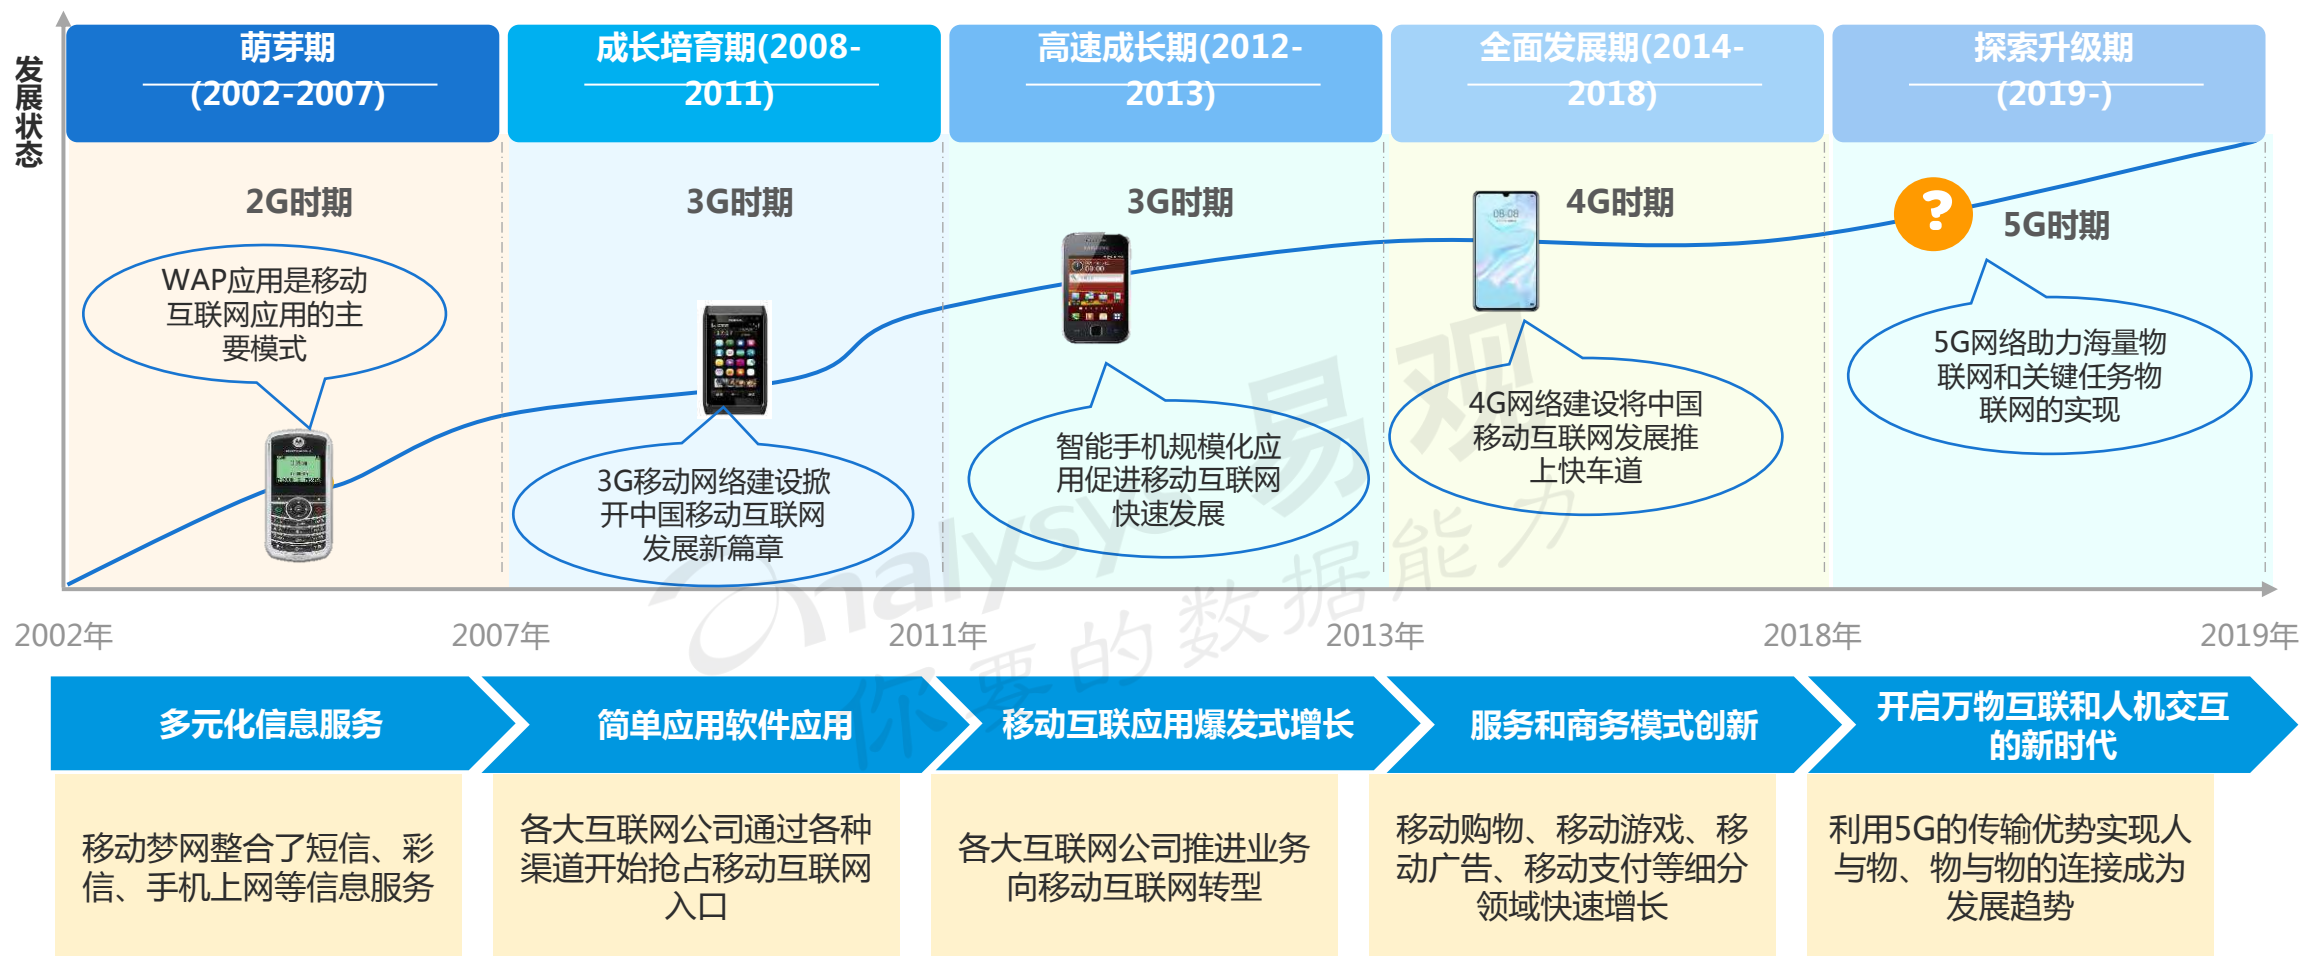 发展状态
萌芽期
(2002-2007)
成长培育期(2008-
2011)
高速成长期(2012-
2013)
全面发展期(2014-
2018)
探索升级期
(2019-)
2G时期
3G时期
3G时期
4G时期
?
5G时期
WAP应用是移动
互联网应用的主
要模式
3G移动网络建设掀
开中国移动互联网
发展新篇章
智能手机规模化应
用促进移动互联网
快速发展
08:08
4G网络建设将中国
移动互联网发展推
上快车道
5G网络助力海量物
联网和关键任务物
联网的实现
analysys 易观
你要的数据能力
2002年
2007年
2011年
2013年
2018年
2019年
多元化信息服务
简单应用软件应用
移动互联应用爆发式增长
服务和商务模式创新
开启万物互联和人机交互
的新时代
移动梦网整合了短信、彩
信、手机上网等信息服务
各大互联网公司通过各种
渠道开始抢占移动互联网
入口
各大互联网公司推进业务
向移动互联网转型
移动购物、移动游戏、移
动广告、移动支付等细分
领域快速增长
利用5G的传输优势实现人
与物、物与物的连接成为
发展趋势